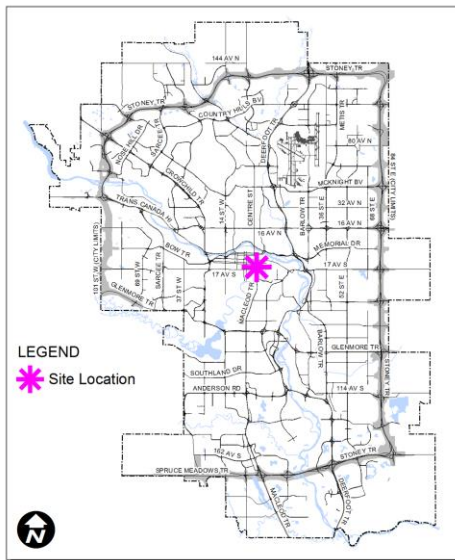 144 AV N
STONEY TR
STONEY TR
COUNTRY HILLS BV
METIS TR
NOSE HILL DR
SARCEE TR
DEERFOOT TR
80 AV N
CROWCHILD TR
MCKNIGHT BV
84 ST E (CITY LIMITS)
14 ST W
CENTRE ST
BARLOW TR
36 ST E
32 AV N
68 ST E
TRANS CANADA HI
16 AV N
16 AV N
101 ST W (CITY LIMITS)
BOW TR
MEMORIAL DR
69 ST W
SARCEE TR
37 ST W
17 AV S
17 AV S
GLENMORE TR
MACLEOD TR
52 ST E
BARLOW TR
GLENMORE TR
LEGEND
Site Location
SOUTHLAND DR
STONEY TR
ANDERSON RD
114 AV S
162 AV S
STONEY TR
SPRUCE MEADOWS TR
MACLEOD TR
DEERFOOT TR
N